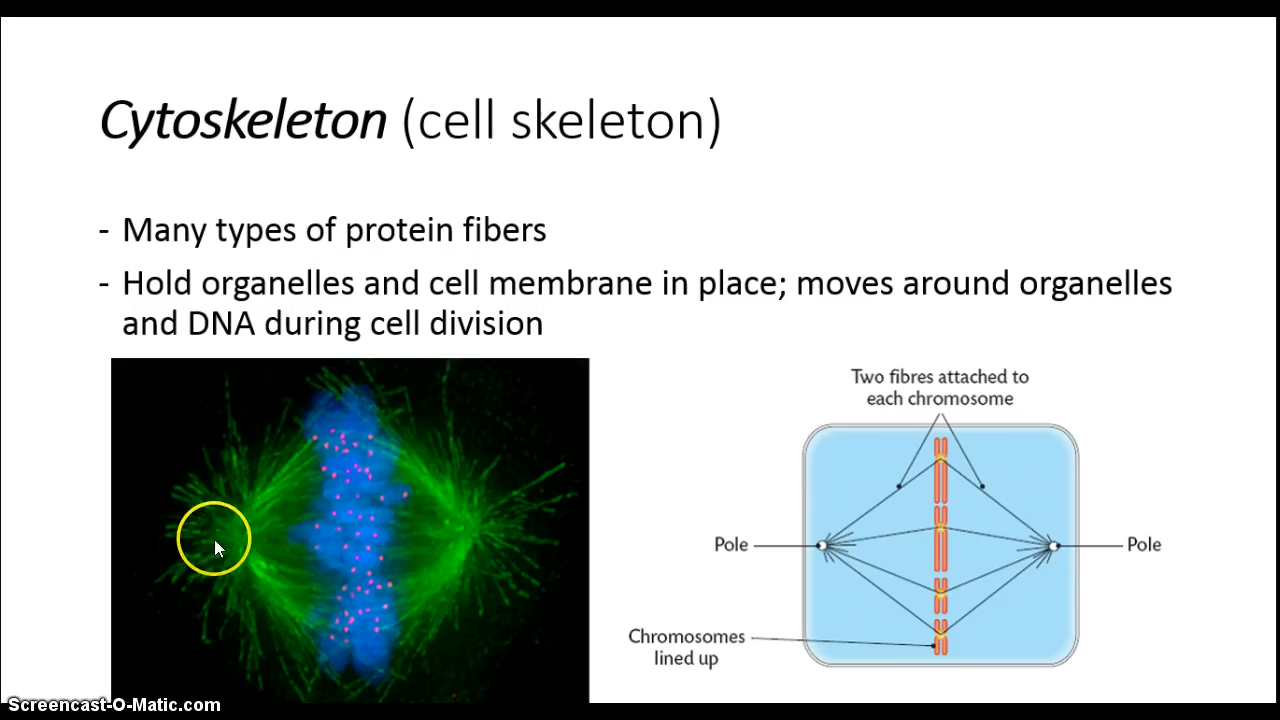 Cytoskeleton (cell skeleton)
- Many types of protein fibers
- Hold organelles and cell membrane in place; moves around organelles
and DNA during cell division
Two fibres attached to
each chromosome
Pole
Pole
Chromosomes
lined up
Screencast-O-Matic.com